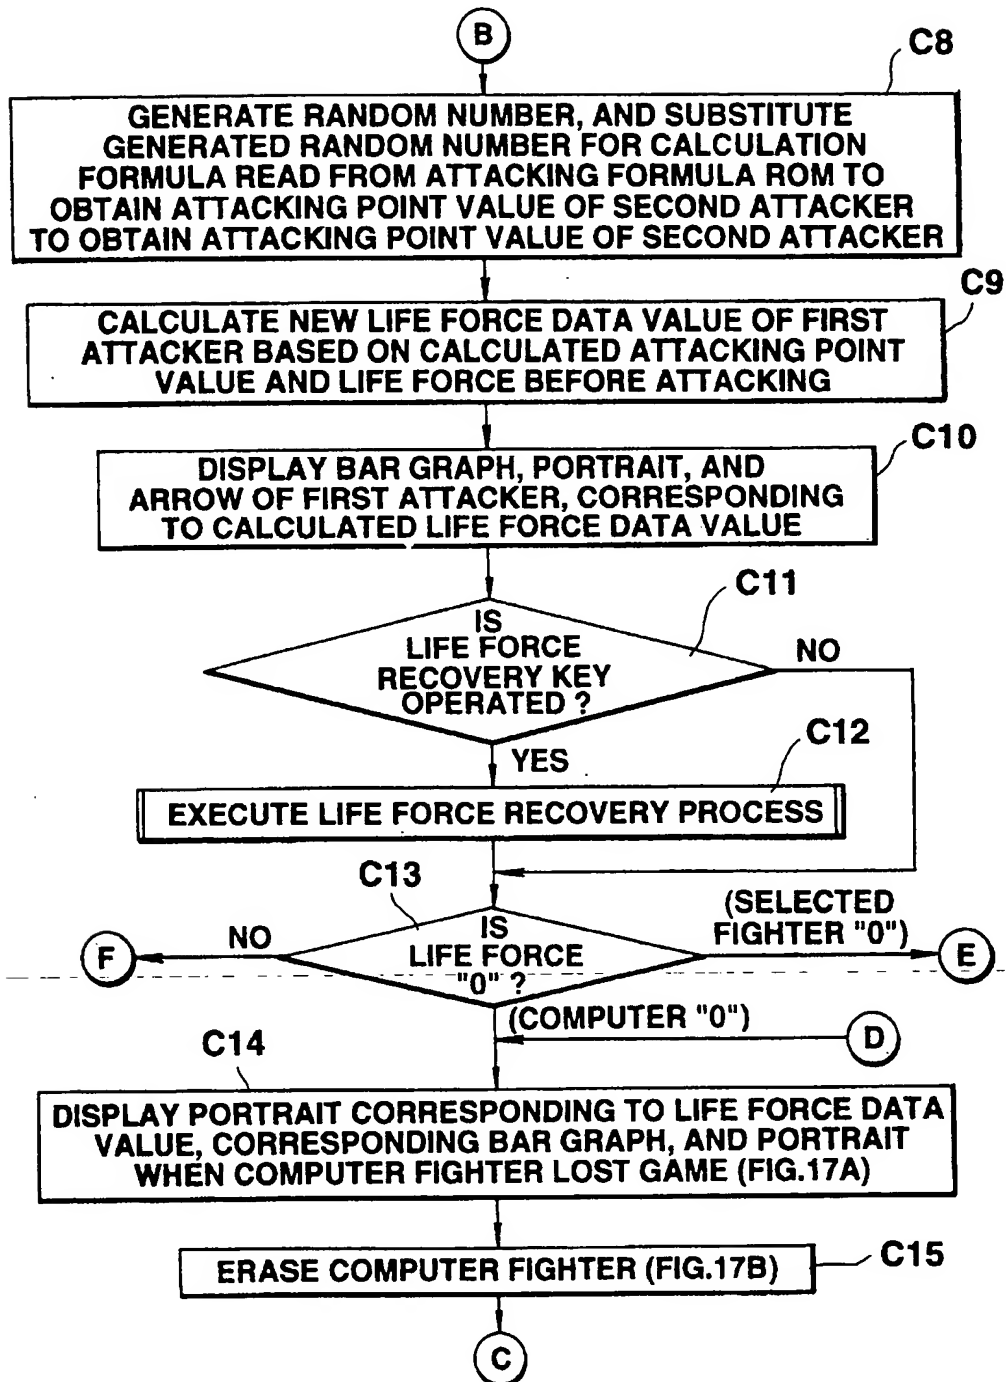 B
C8
GENERATE RANDOM NUMBER, AND SUBSTITUTE
GENERATED RANDOM NUMBER FOR CALCULATION
FORMULA READ FROM ATTACKING FORMULA ROM TO
OBTAIN ATTACKING POINT VALUE OF SECOND ATTACKER
TO OBTAIN ATTACKING POINT VALUE OF SECOND ATTACKER
C9
CALCULATE NEW LIFE FORCE DATA VALUE OF FIRST
ATTACKER BASED ON CALCULATED ATTACKING POINT
VALUE AND LIFE FORCE BEFORE ATTACKING
C10
DISPLAY BAR GRAPH, PORTRAIT, AND
ARROW OF FIRST ATTACKER, CORRESPONDING
TO CALCULATED LIFE FORCE DATA VALUE
C11
IS
LIFE FORCE
RECOVERY KEY
OPERATED ?
NO
YES
C12
EXECUTE LIFE FORCE RECOVERY PROCESS
C13
IS
LIFE FORCE
"0" ?
NO
F
(SELECTED
FIGHTER "0")
E
(COMPUTER "0")
D
C14
DISPLAY PORTRAIT CORRESPONDING TO LIFE FORCE DATA
VALUE, CORRESPONDING BAR GRAPH, AND PORTRAIT
WHEN COMPUTER FIGHTER LOST GAME (FIG.17A)
C15
ERASE COMPUTER FIGHTER (FIG.17B)
C